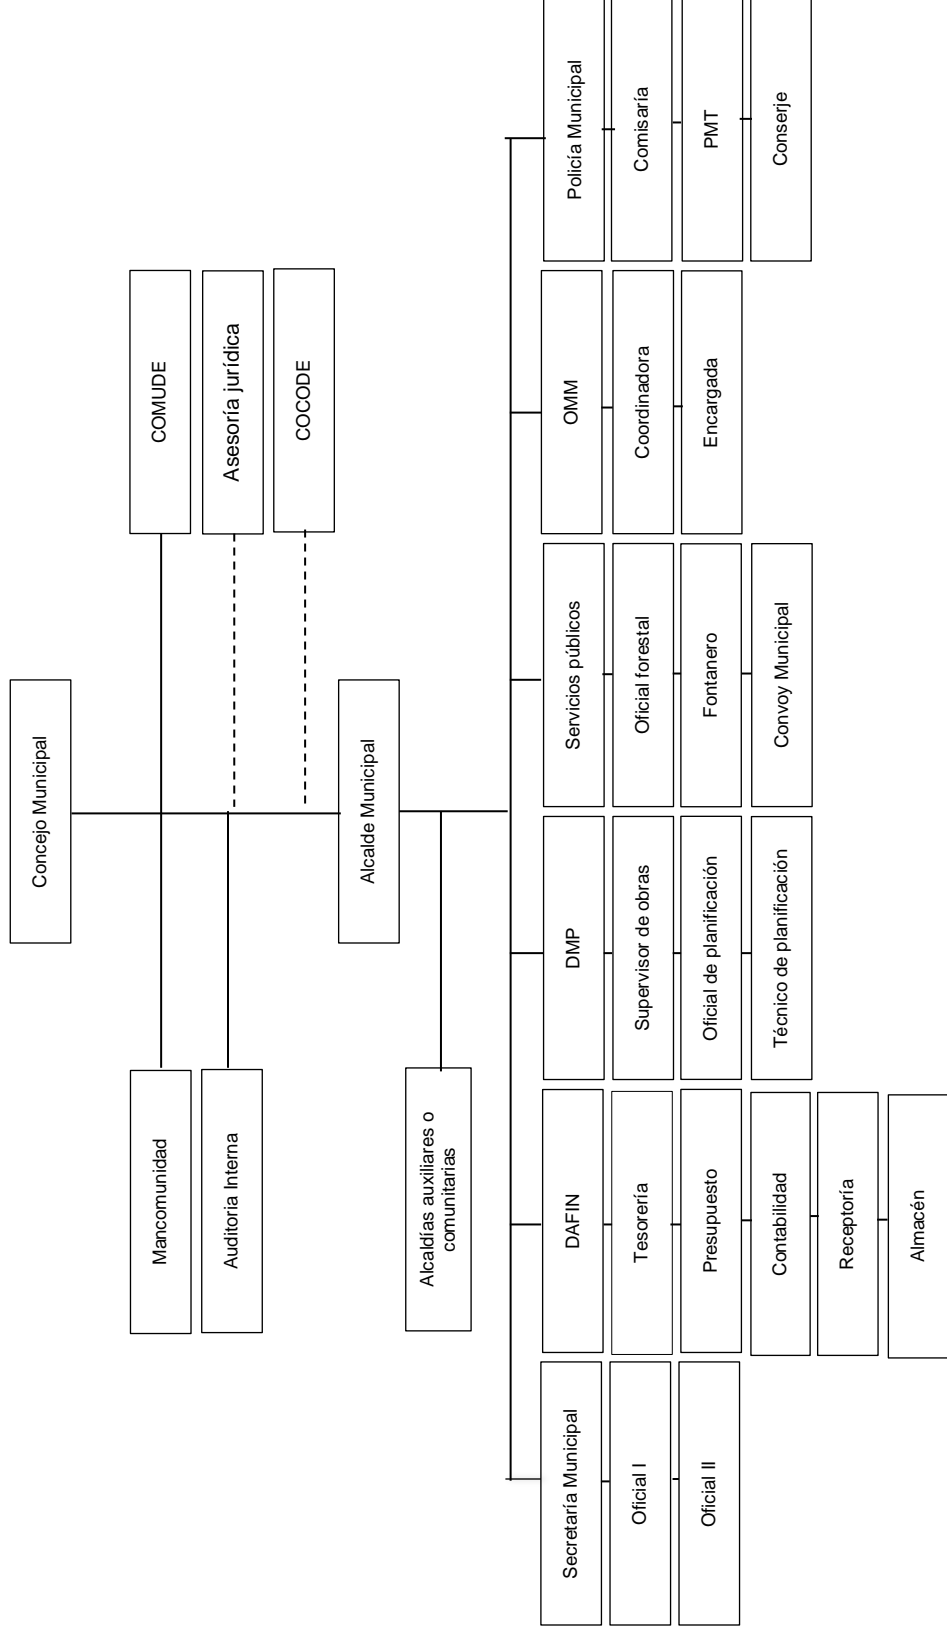 Concejo Municipal
Mancomunidad
COMUDE
Auditoria Interna
Asesoría jurídica
COCODE
Alcalde Municipal
Alcaldías auxiliares o
comunitarias
Secretaría Municipal
Oficial I
Oficial II
DAFIN
Tesorería
Presupuesto
Contabilidad
Receptoría
Almacén
DMP
Supervisor de obras
Oficial de planificación
Técnico de planificación
Servicios públicos
Oficial forestal
Fontanero
Convoy Municipal
OMM
Coordinadora
Encargada
Policía Municipal
Comisaría
PMT
Conserje